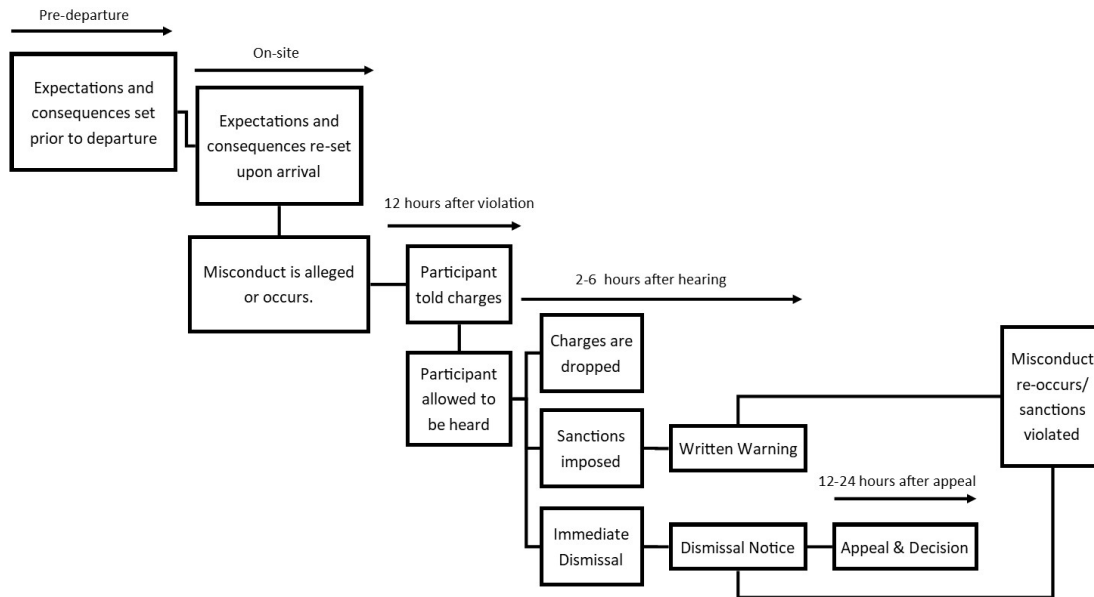 Pre-departure
Expectations and
consequences set
prior to departure
On-site
Expectations and
consequences re-set
upon arrival
Misconduct is alleged
or occurs.
12 hours after violation
Participant
told charges
Participant
allowed to
be heard
2-6 hours after hearing
Charges are
dropped
Sanctions
imposed
Written Warning
Immediate
Dismissal
Dismissal Notice
12-24 hours after appeal
Appeal & Decision
Misconduct
re-occurs/
sanctions
violated